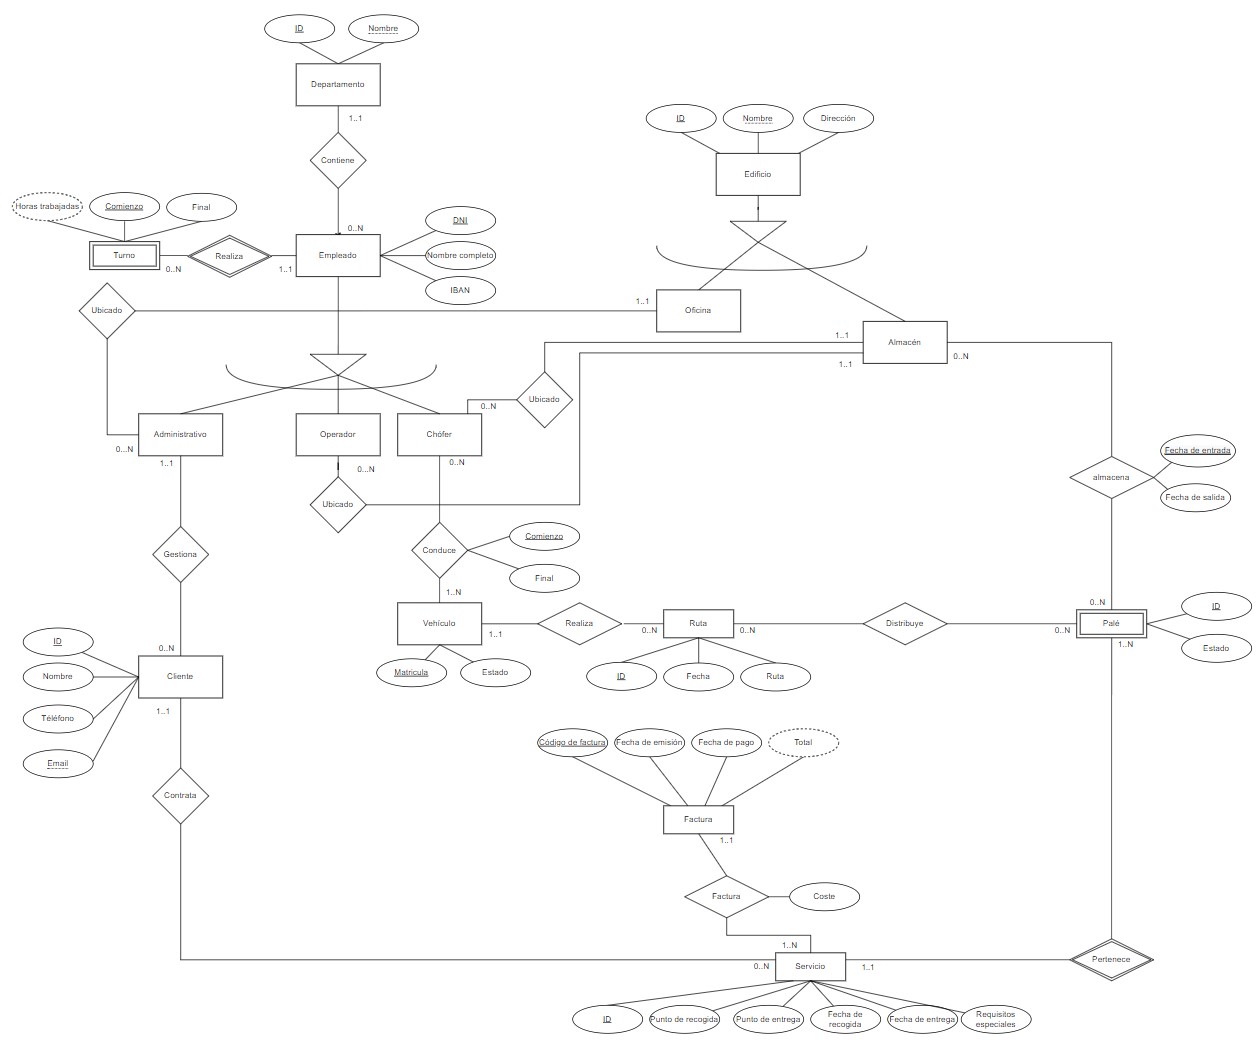 ID
Nombre
Departamento
1..1
Contiene
0..N
ID
Nombre
Dirección
Edificio
Horas trabajadas
Comienzo
Final
Turno
0..N
Realiza
1..1
Empleado
DNI
Nombre completo
IBAN
Ubicado
1..1
Oficina
1..1
1..1
Almacén
0..N
Ubicado
0..N
Administrativo
Operador
Chófer
0...N
1..1
0...N
0..N
Ubicado
almacena
Fecha de entrada
Fecha de salida
Gestiona
Conduce
Comienzo
Final
1..N
Vehículo
1..1
Realiza
0..N
Ruta
0..N
Distribuye
0..N
0..N
Palé
1..N
ID
Estado
Matricula
Estado
ID
Fecha
Ruta
0..N
Cliente
1..1
ID
Nombre
Téléfono
Email
Contrata
Código de factura
Fecha de emisión
Fecha de pago
Total
Factura
1..1
Factura
Coste
1..N
0..N
Servicio
1..1
Pertenece
ID
Punto de recogida
Punto de entrega
Fecha de
recogida
Fecha de entrega
Requisitos
especiales